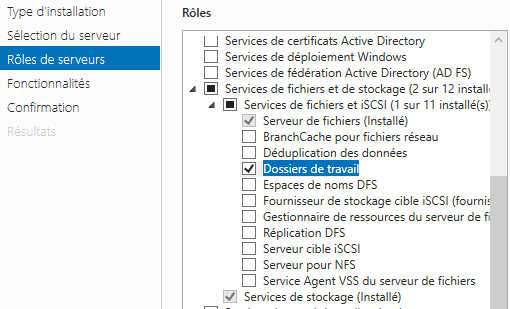 Type d'installation
Sélection du serveur
Rôles de serveurs
Fonctionnalités
Confirmation
Résultats
Rôles
Services de certificats Active Directory
Services de déploiement Windows
Services de fédération Active Directory (AD FS)
Services de fichiers et de stockage (2 sur 12 installé
Services de fichiers et iSCSI (1 sur 11 installé(s))
Serveur de fichiers (Installé)
BranchCache pour fichiers réseau
Déduplication des données
Dossiers de travail
Espaces de noms DFS
Fournisseur de stockage cible iSCSI (fournis
Gestionnaire de ressources du serveur de fi
Réplication DFS
Serveur cible iSCSI
Serveur pour NFS
Service Agent VSS du serveur de fichiers
Services de stockage (Installé)